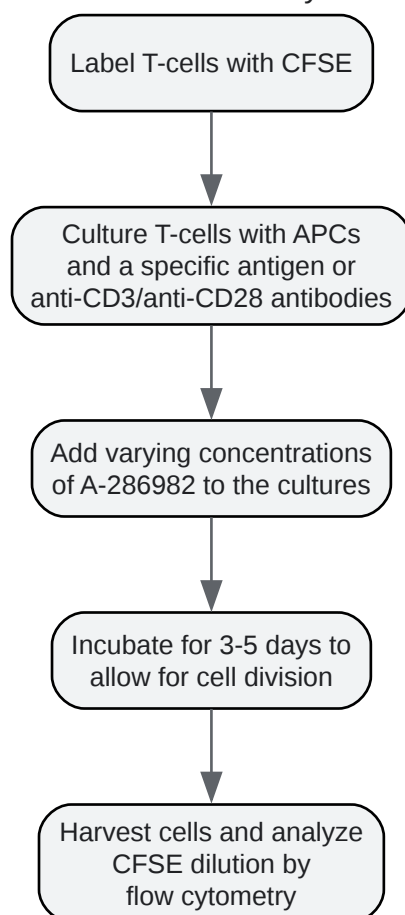 Label T-cells with CFSE
Culture T-cells with APCs
and a specific antigen or
anti-CD3/anti-CD28 antibodies
Add varying concentrations
of A-286982 to the cultures
Incubate for 3-5 days to
allow for cell division
Harvest cells and analyze
CFSE dilution by
flow cytometry